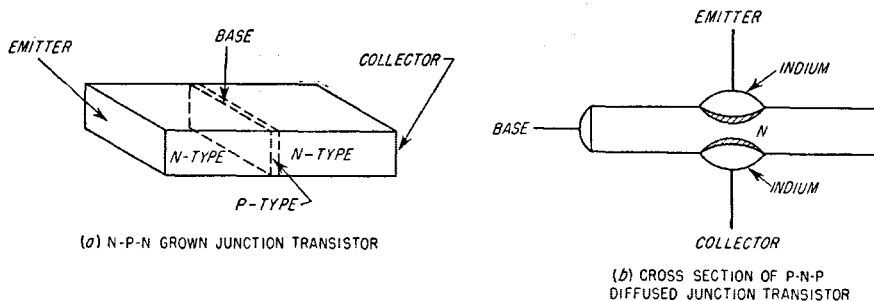 EMITTER
BASE
COLLECTOR
N-TYPE
N-TYPE
P-TYPE
(a) N-P-N GROWN JUNCTION TRANSISTOR
EMITTER
INDIUM
BASE
N
INDIUM
COLLECTOR
(b) CROSS SECTION OF P-N-P
DIFFUSED JUNCTION TRANSISTOR